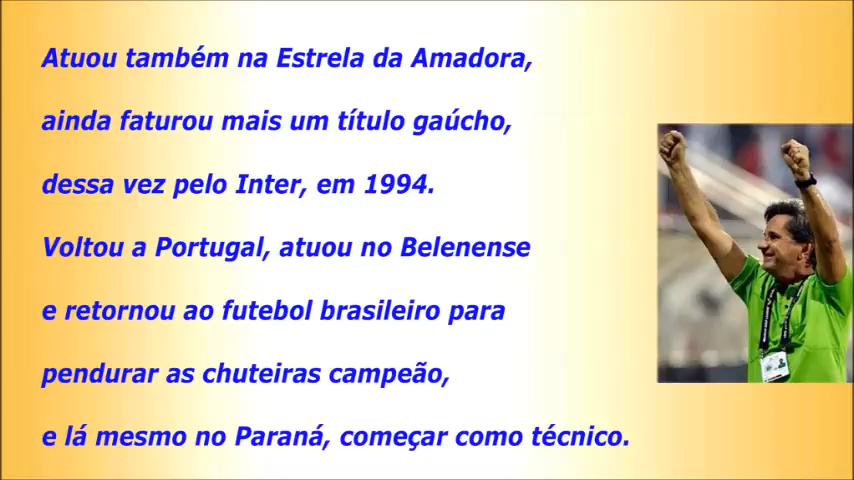 Atuou também na Estrela da Amadora,
ainda faturou mais um título gaúcho,
dessa vez pelo Inter, em 1994.
Voltou a Portugal, atuou no Belenense
e retornou ao futebol brasileiro para
pendurar as chuteiras campeão,
e lá mesmo no Paraná, começar como técnico.